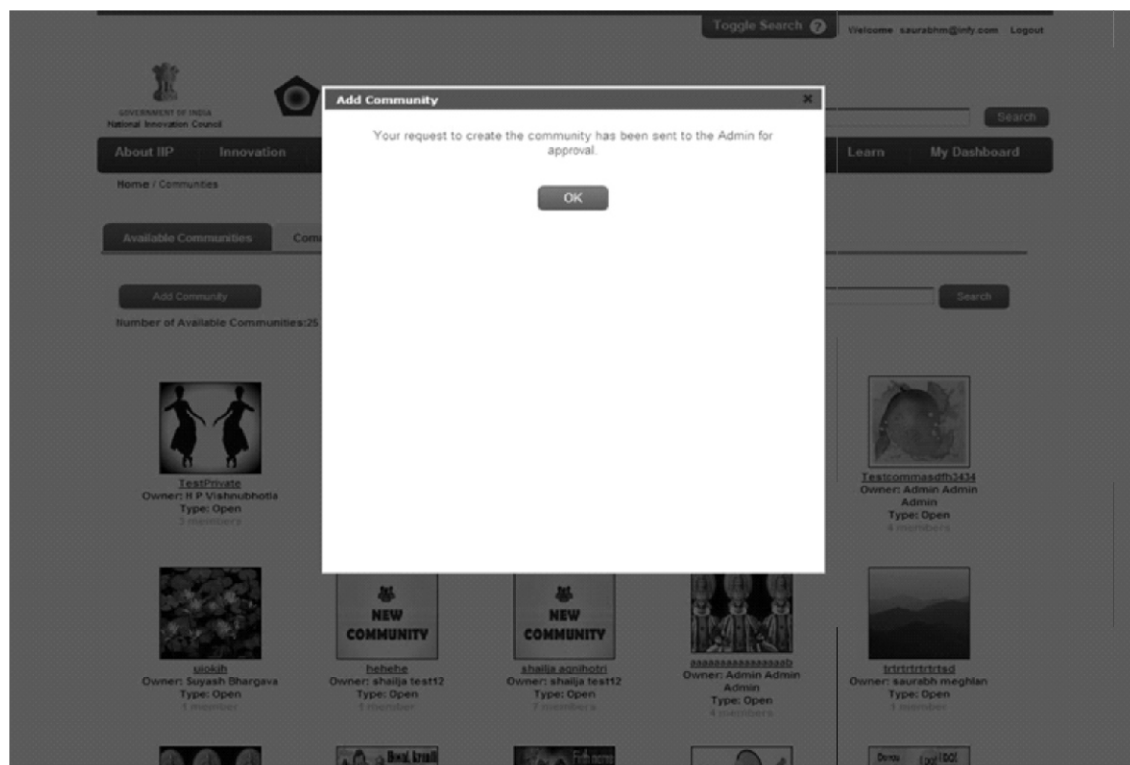 Toggle Search ?
Welcome saurabhm@infy.com Logout
GOVERNMENT OF INDIA
National Innovation Council
Search
About IIP Innovation Learn My Dashboard
Home / Communities
Add Community
Your request to create the community has been sent to the Admin for
approval.
OK
Available Communities Com
Add Community Search
Number of Available Communities:25
TestPrivate
Owner: II P Vishnubhotla
Type: Open
3 members
Testcommasdfh3434
Owner: Admin Admin
Admin
Type: Open
4 members
NEW
COMMUNITY
NEW
COMMUNITY
uiokjh
Owner: Suyash Bhargava
Type: Open
1 member
hehehe
Owner: shailja test12
Type: Open
1 member
shailja agnihotri
Owner: shailja test12
Type: Open
7 members
Owner: Admin Admin
Admin
Type: Open
4 members
Owner: saurabh meghlan
Type: Open
1 member